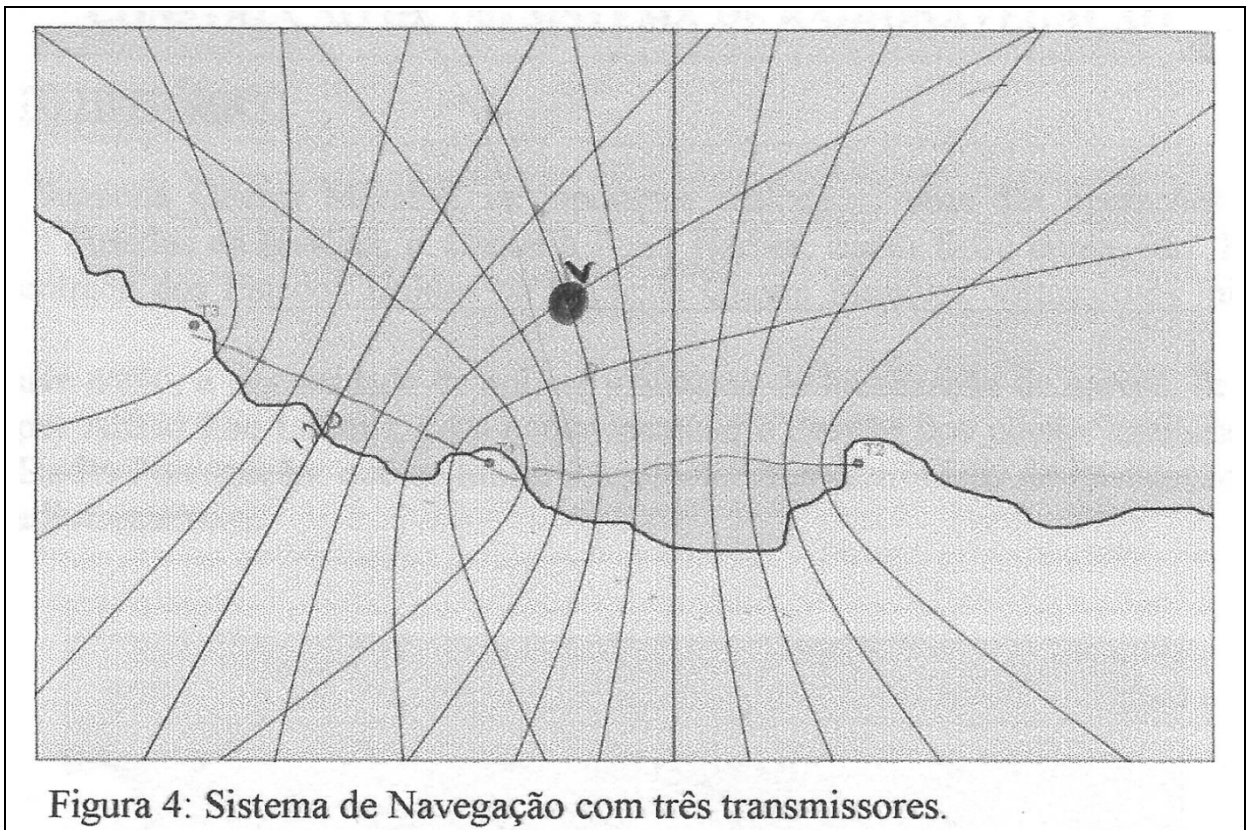 V
T3
T1
T2
Figura 4: Sistema de Navegação com três transmissores.